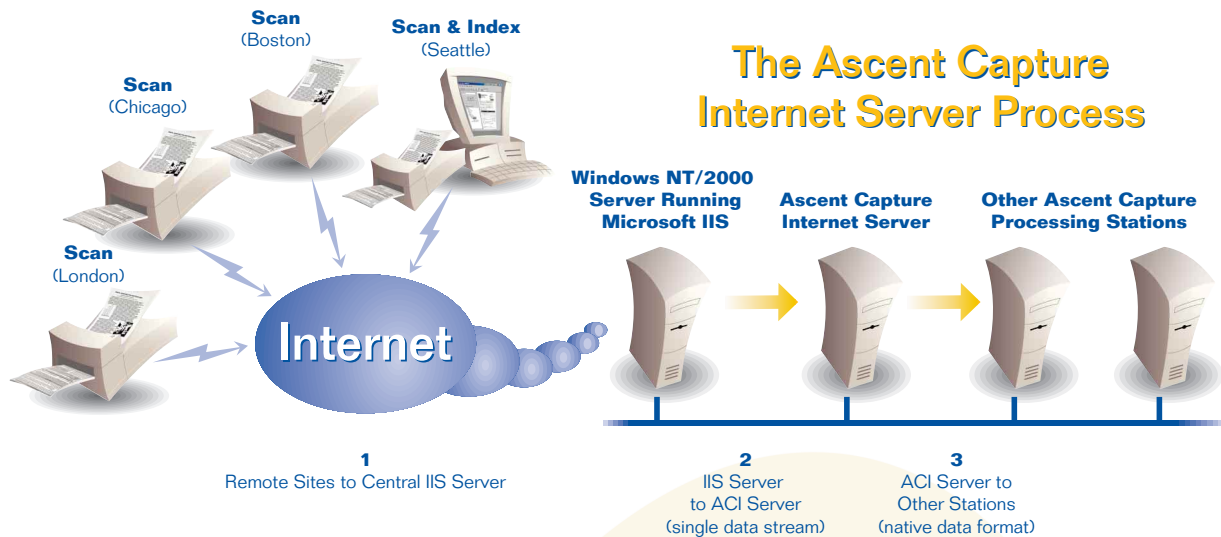 Scan
(Boston)
Scan & Index
(Seattle)
Scan
(Chicago)
Scan
(London)
The Ascent Capture
Internet Server Process
Windows NT/2000
Server Running
Microsoft IIS
Ascent Capture
Internet Server
Other Ascent Capture
Processing Stations
Internet
1
Remote Sites to Central IIS Server
2
IIS Server
to ACI Server
(single data stream)
3
ACI Server to
Other Stations
(native data format)